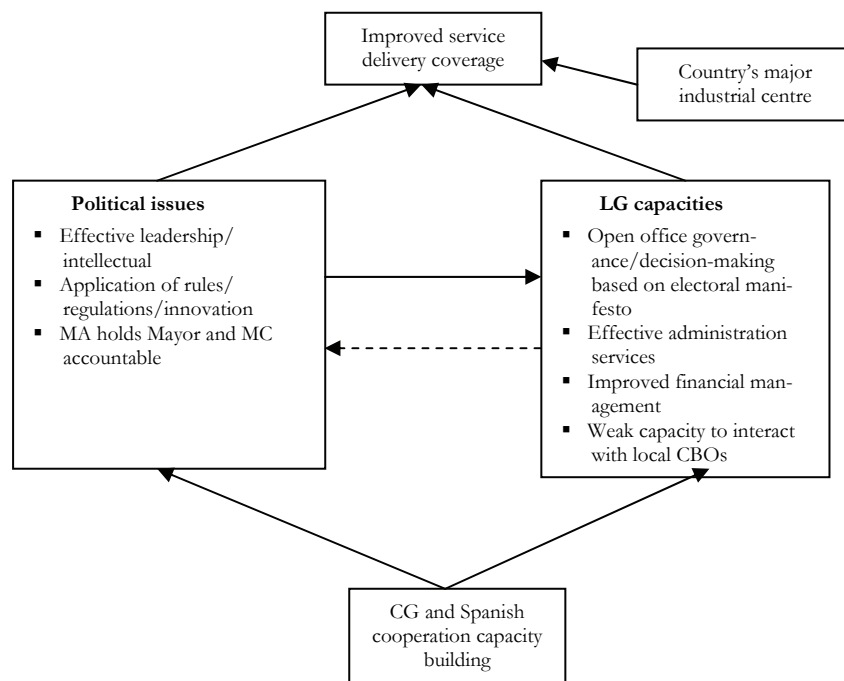 Improved service
delivery coverage
Country's major
industrial centre
Political issues
▪ Effective leadership/
intellectual
▪ Application of rules/
regulations/innovation
▪ MA holds Mayor and MC
accountable
LG capacities
▪ Open office govern-
ance/decision-making
based on electoral mani-
festo
▪ Effective administration
services
▪ Improved financial man-
agement
▪ Weak capacity to interact
with local CBOs
CG and Spanish
cooperation capacity
building